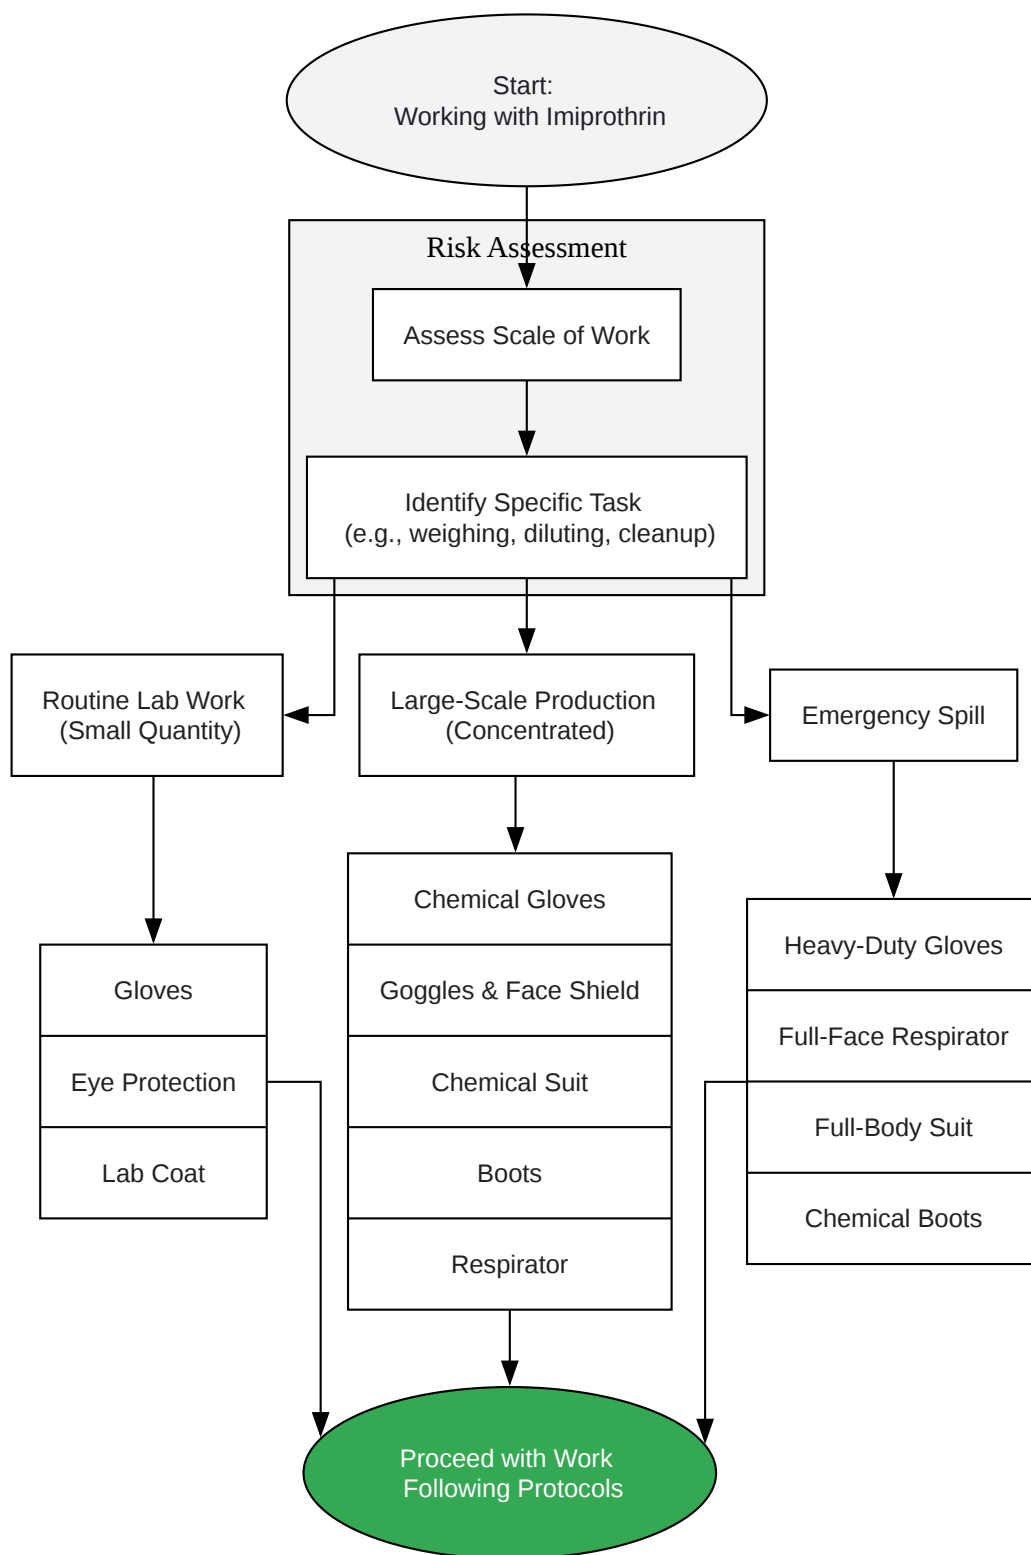 Start:
Working with Imiprothrin
Risk Assessment
Assess Scale of Work
Identify Specific Task
(e.g., weighing, diluting, cleanup)
Routine Lab Work
(Small Quantity)
Large-Scale Production
(Concentrated)
Emergency Spill
Gloves
Eye Protection
Lab Coat
Chemical Gloves
Goggles & Face Shield
Chemical Suit
Boots
Respirator
Heavy-Duty Gloves
Full-Face Respirator
Full-Body Suit
Chemical Boots
Proceed with Work
Following Protocols